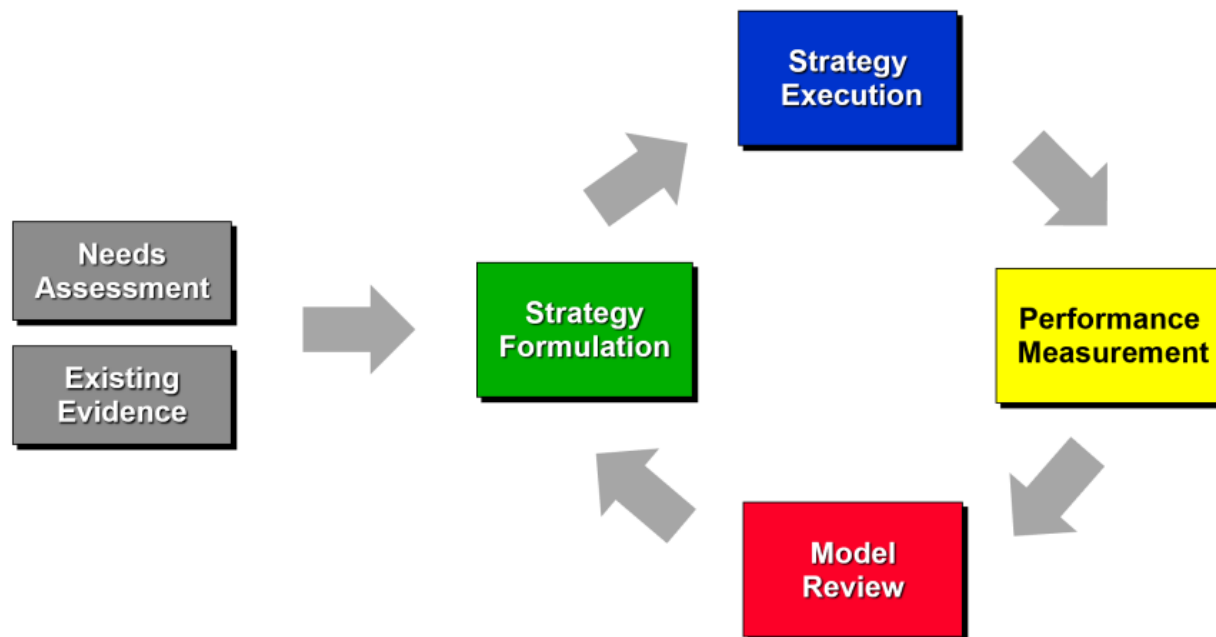 Strategy
Execution
Needs
Assessment
Strategy
Formulation
Performance
Measurement
Existing
Evidence
Model
Review